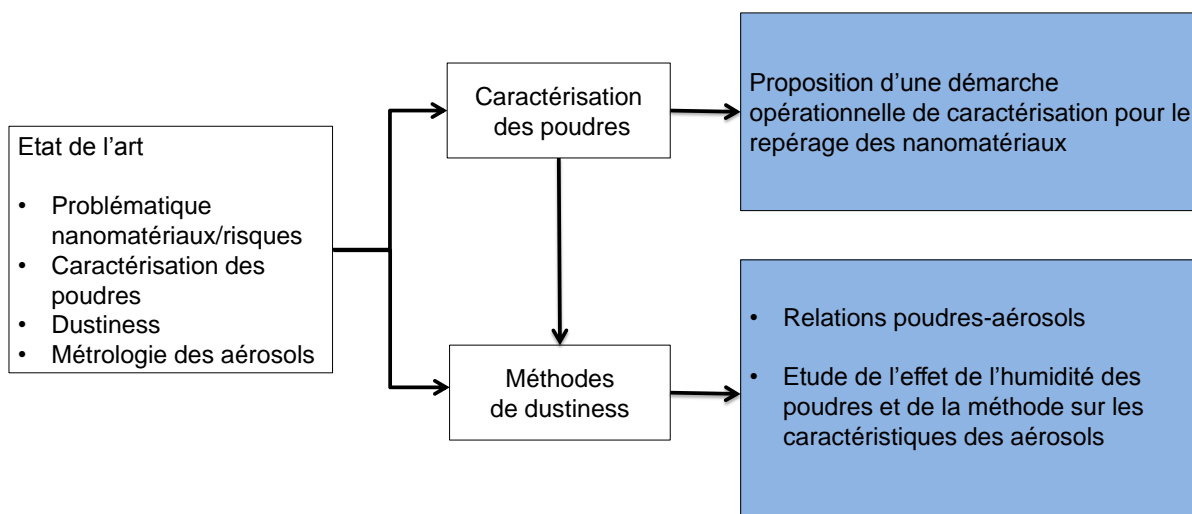 Etat de l’art
• Problématique
nanomatériaux/risques
• Caractérisation des
poudres
• Dustiness
• Métrologie des aérosols
Caractérisation
des poudres
Méthodes
de dustiness
Proposition d’une démarche
opérationnelle de caractérisation pour le
repérage des nanomatériaux
• Relations poudres-aérosols
• Etude de l’effet de l’humidité des
poudres et de la méthode sur les
caractéristiques des aérosols